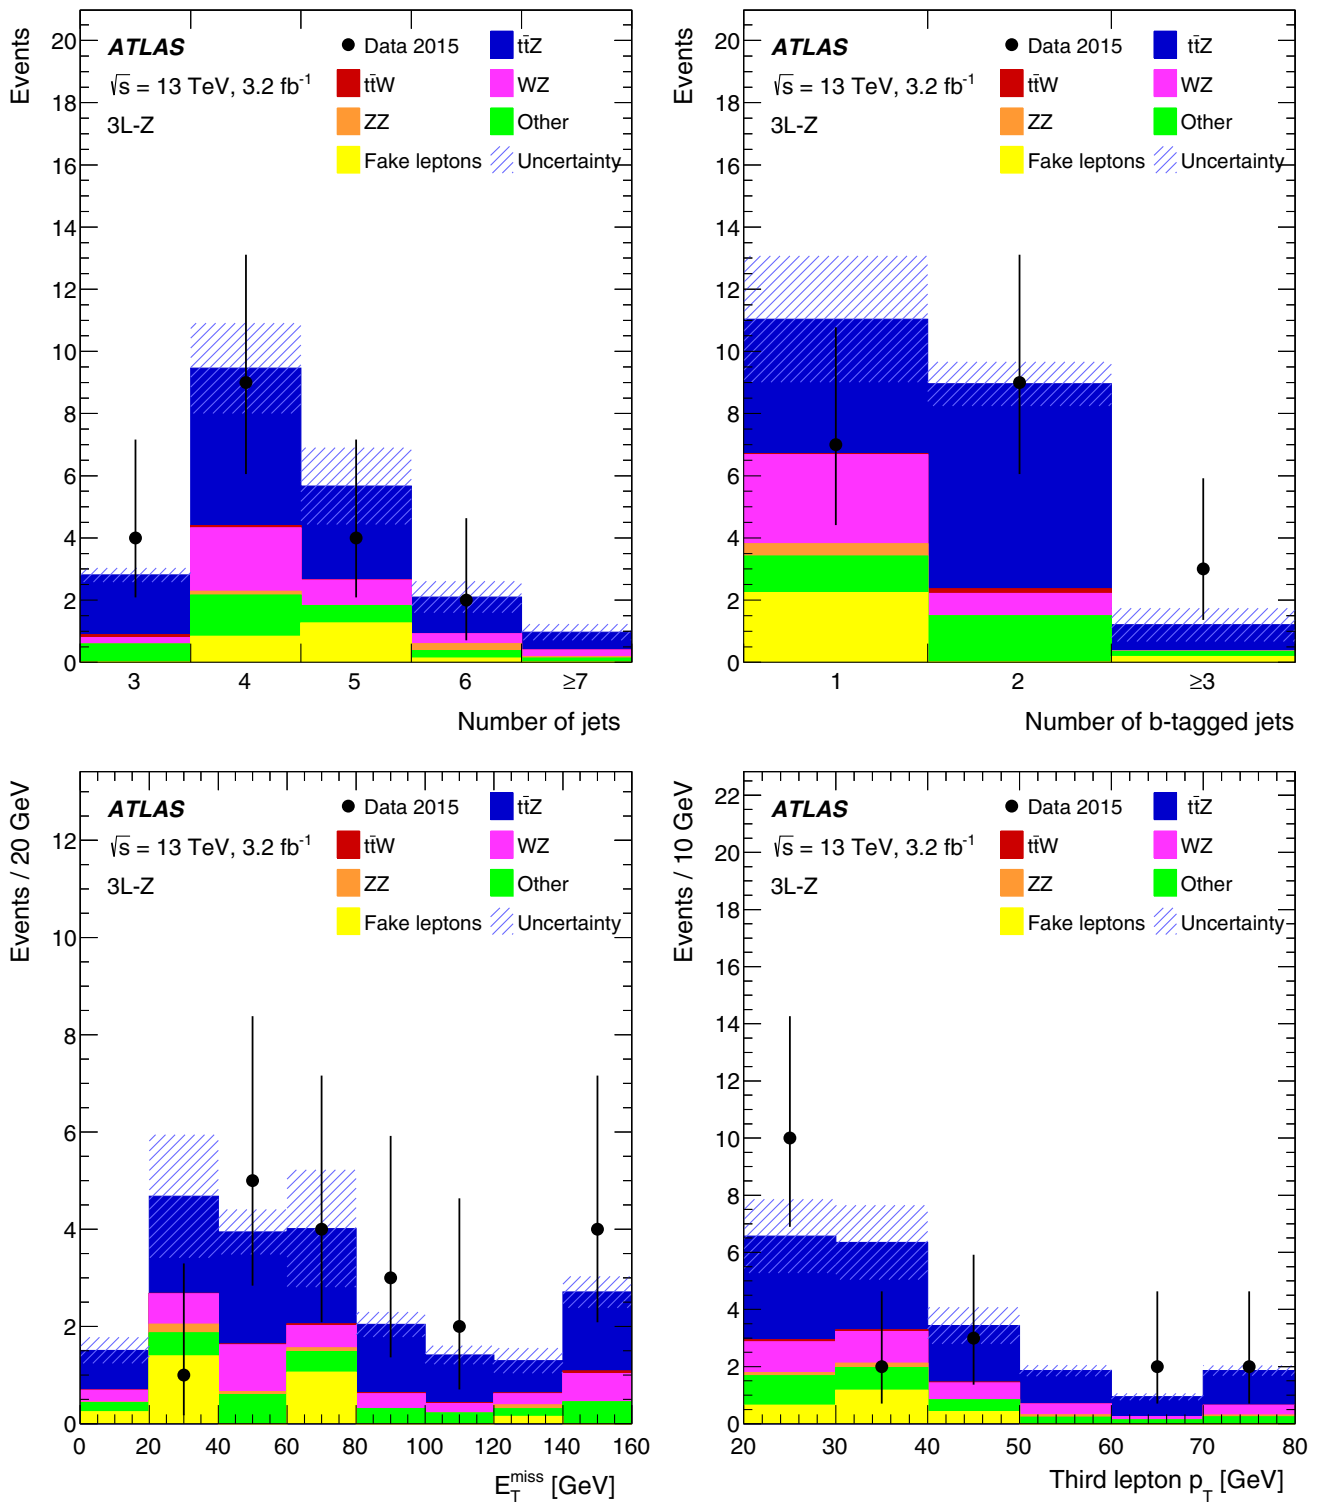 Events
20
18
16
14
12
10
8
6
4
2
0
ATLAS
√s = 13 TeV, 3.2 fb⁻¹
3L-Z
Data 2015
tt̄Z
tt̄W
WZ
ZZ
Other
Fake leptons
Uncertainty
3 4 5 6 ≥7
Number of jets
Events
20
18
16
14
12
10
8
6
4
2
0
ATLAS
√s = 13 TeV, 3.2 fb⁻¹
3L-Z
Data 2015
tt̄Z
tt̄W
WZ
ZZ
Other
Fake leptons
Uncertainty
1 2 ≥3
Number of b-tagged jets
Events / 20 GeV
12
10
8
6
4
2
0
ATLAS
√s = 13 TeV, 3.2 fb⁻¹
3L-Z
Data 2015
tt̄Z
tt̄W
WZ
ZZ
Other
Fake leptons
Uncertainty
0 20 40 60 80 100 120 140 160
E_T^miss [GeV]
Events / 10 GeV
22
20
18
16
14
12
10
8
6
4
2
0
ATLAS
√s = 13 TeV, 3.2 fb⁻¹
3L-Z
Data 2015
tt̄Z
tt̄W
WZ
ZZ
Other
Fake leptons
Uncertainty
20 30 40 50 60 70 80
Third lepton p_T [GeV]